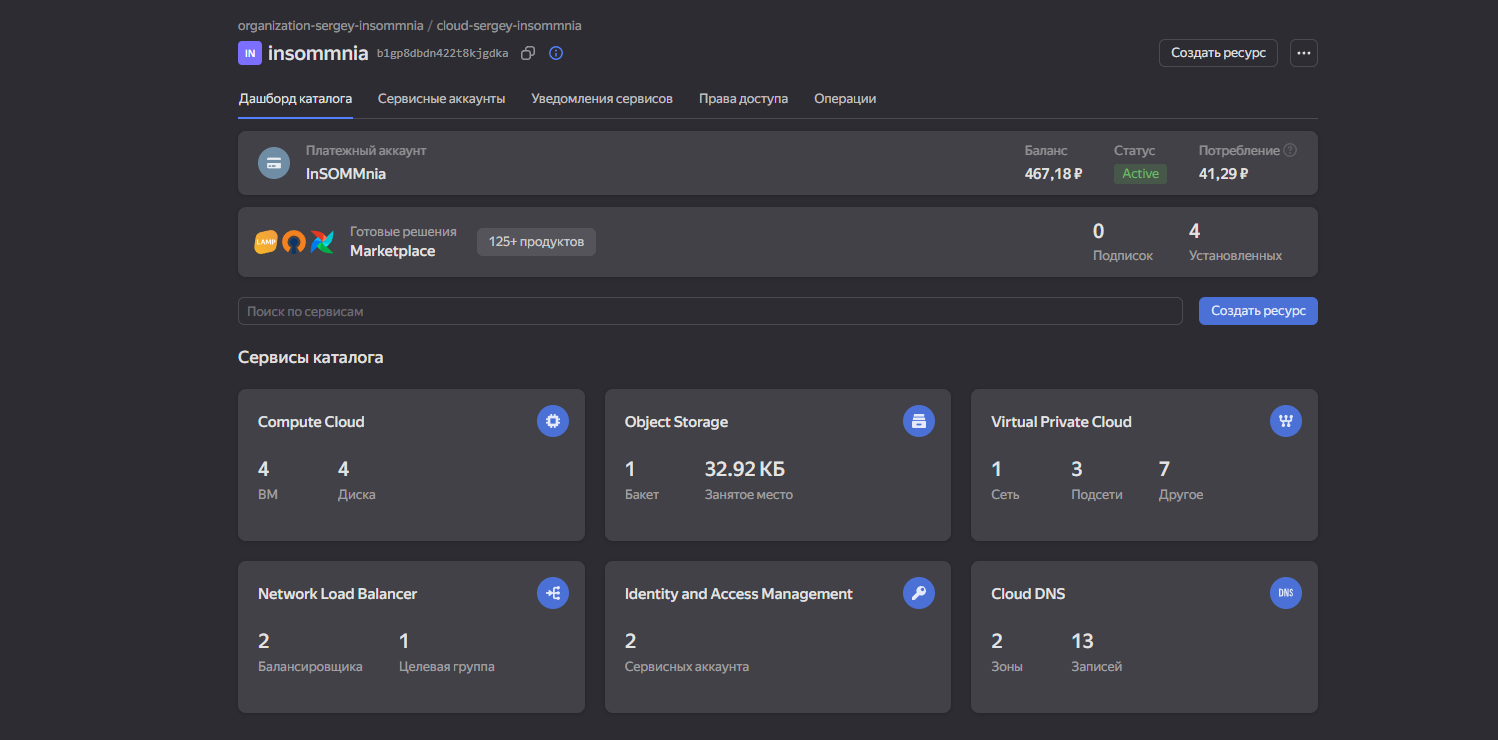 organization-sergey-insommnia / cloud-sergey-insommnia
IN insommnia b1gp8dbdn422t8kjgdka
Создать ресурс
Дашборд каталога Сервисные аккаунты Уведомления сервисов Права доступа Операции
Платежный аккаунт Баланс Статус Потребление
InSOMMnia 467,18 ₽ Active 41,29 ₽
LAMP
Готовые решения
Marketplace
125+ продуктов
0 4
Подписок Установленных
Поиск по сервисам
Создать ресурс
Сервисы каталога
Compute Cloud
4 4
ВМ Диска
Object Storage
1 32.92 КБ
Бакет Занятое место
Virtual Private Cloud
1 3 7
Сеть Подсети Другое
Network Load Balancer
2 1
Балансировщика Целевая группа
Identity and Access Management
2
Сервисных аккаунта
Cloud DNS
DNS
2 13
Зоны Записей